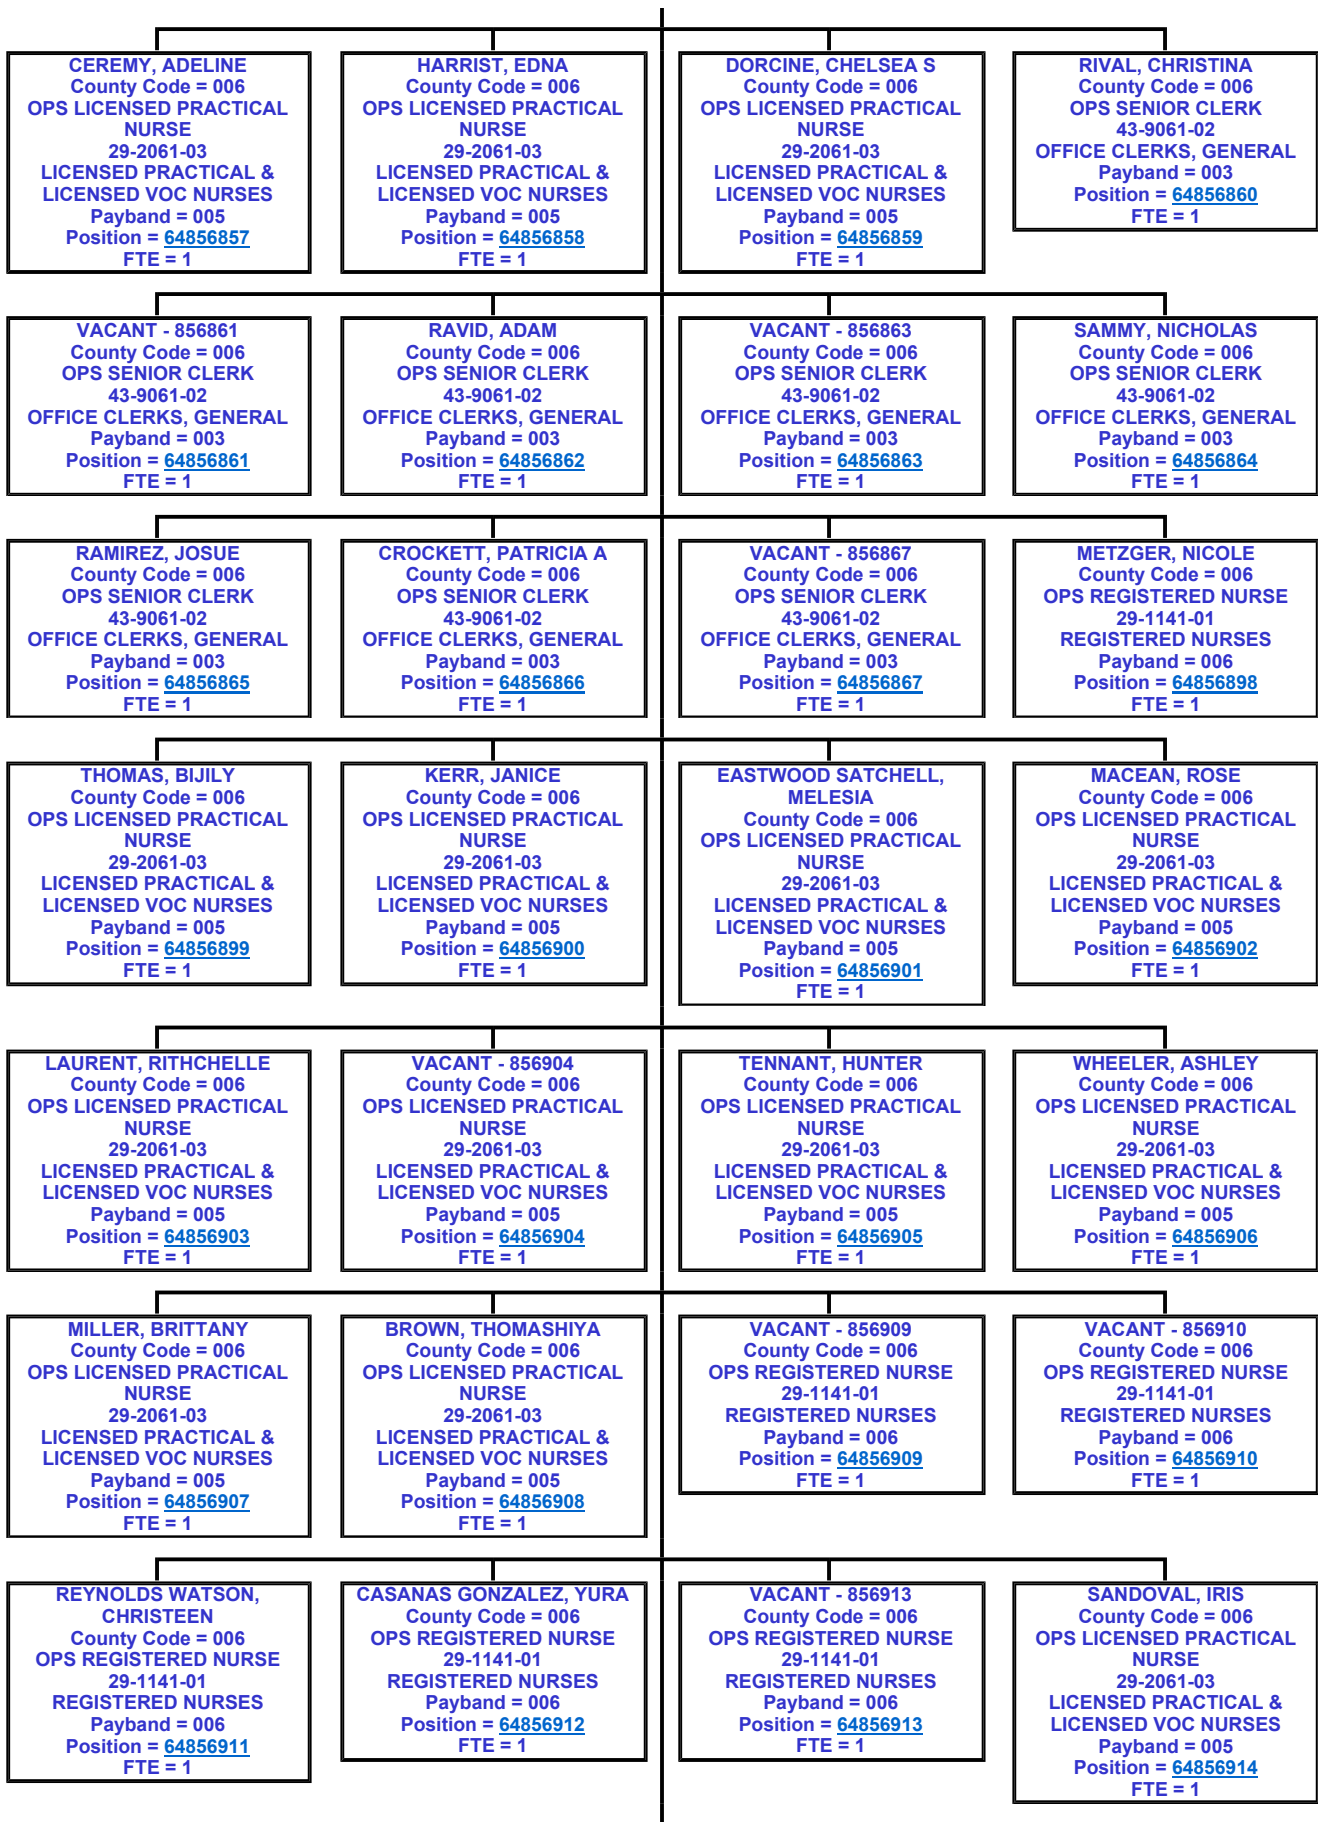 CEREMY, ADELINE
County Code = 006
OPS LICENSED PRACTICAL
NURSE
29-2061-03
LICENSED PRACTICAL &
LICENSED VOC NURSES
Payband = 005
Position = 64856857
FTE = 1
HARRIST, EDNA
County Code = 006
OPS LICENSED PRACTICAL
NURSE
29-2061-03
LICENSED PRACTICAL &
LICENSED VOC NURSES
Payband = 005
Position = 64856858
FTE = 1
DORCINE, CHELSEA S
County Code = 006
OPS LICENSED PRACTICAL
NURSE
29-2061-03
LICENSED PRACTICAL &
LICENSED VOC NURSES
Payband = 005
Position = 64856859
FTE = 1
RIVAL, CHRISTINA
County Code = 006
OPS SENIOR CLERK
43-9061-02
OFFICE CLERKS, GENERAL
Payband = 003
Position = 64856860
FTE = 1
VACANT - 856861
County Code = 006
OPS SENIOR CLERK
43-9061-02
OFFICE CLERKS, GENERAL
Payband = 003
Position = 64856861
FTE = 1
RAVID, ADAM
County Code = 006
OPS SENIOR CLERK
43-9061-02
OFFICE CLERKS, GENERAL
Payband = 003
Position = 64856862
FTE = 1
VACANT - 856863
County Code = 006
OPS SENIOR CLERK
43-9061-02
OFFICE CLERKS, GENERAL
Payband = 003
Position = 64856863
FTE = 1
SAMMY, NICHOLAS
County Code = 006
OPS SENIOR CLERK
43-9061-02
OFFICE CLERKS, GENERAL
Payband = 003
Position = 64856864
FTE = 1
RAMIREZ, JOSUE
County Code = 006
OPS SENIOR CLERK
43-9061-02
OFFICE CLERKS, GENERAL
Payband = 003
Position = 64856865
FTE = 1
CROCKETT, PATRICIA A
County Code = 006
OPS SENIOR CLERK
43-9061-02
OFFICE CLERKS, GENERAL
Payband = 003
Position = 64856866
FTE = 1
VACANT - 856867
County Code = 006
OPS SENIOR CLERK
43-9061-02
OFFICE CLERKS, GENERAL
Payband = 003
Position = 64856867
FTE = 1
METZGER, NICOLE
County Code = 006
OPS REGISTERED NURSE
29-1141-01
REGISTERED NURSES
Payband = 006
Position = 64856898
FTE = 1
THOMAS, BIJILY
County Code = 006
OPS LICENSED PRACTICAL
NURSE
29-2061-03
LICENSED PRACTICAL &
LICENSED VOC NURSES
Payband = 005
Position = 64856899
FTE = 1
KERR, JANICE
County Code = 006
OPS LICENSED PRACTICAL
NURSE
29-2061-03
LICENSED PRACTICAL &
LICENSED VOC NURSES
Payband = 005
Position = 64856900
FTE = 1
EASTWOOD SATCHELL,
MELESIA
County Code = 006
OPS LICENSED PRACTICAL
NURSE
29-2061-03
LICENSED PRACTICAL &
LICENSED VOC NURSES
Payband = 005
Position = 64856901
FTE = 1
MACEAN, ROSE
County Code = 006
OPS LICENSED PRACTICAL
NURSE
29-2061-03
LICENSED PRACTICAL &
LICENSED VOC NURSES
Payband = 005
Position = 64856902
FTE = 1
LAURENT, RITHCHELLE
County Code = 006
OPS LICENSED PRACTICAL
NURSE
29-2061-03
LICENSED PRACTICAL &
LICENSED VOC NURSES
Payband = 005
Position = 64856903
FTE = 1
VACANT - 856904
County Code = 006
OPS LICENSED PRACTICAL
NURSE
29-2061-03
LICENSED PRACTICAL &
LICENSED VOC NURSES
Payband = 005
Position = 64856904
FTE = 1
TENNANT, HUNTER
County Code = 006
OPS LICENSED PRACTICAL
NURSE
29-2061-03
LICENSED PRACTICAL &
LICENSED VOC NURSES
Payband = 005
Position = 64856905
FTE = 1
WHEELER, ASHLEY
County Code = 006
OPS LICENSED PRACTICAL
NURSE
29-2061-03
LICENSED PRACTICAL &
LICENSED VOC NURSES
Payband = 005
Position = 64856906
FTE = 1
MILLER, BRITTANY
County Code = 006
OPS LICENSED PRACTICAL
NURSE
29-2061-03
LICENSED PRACTICAL &
LICENSED VOC NURSES
Payband = 005
Position = 64856907
FTE = 1
BROWN, THOMASHIYA
County Code = 006
OPS LICENSED PRACTICAL
NURSE
29-2061-03
LICENSED PRACTICAL &
LICENSED VOC NURSES
Payband = 005
Position = 64856908
FTE = 1
VACANT - 856909
County Code = 006
OPS REGISTERED NURSE
29-1141-01
REGISTERED NURSES
Payband = 006
Position = 64856909
FTE = 1
VACANT - 856910
County Code = 006
OPS REGISTERED NURSE
29-1141-01
REGISTERED NURSES
Payband = 006
Position = 64856910
FTE = 1
REYNOLDS WATSON,
CHRISTEEN
County Code = 006
OPS REGISTERED NURSE
29-1141-01
REGISTERED NURSES
Payband = 006
Position = 64856911
FTE = 1
CASANAS GONZALEZ, YURA
County Code = 006
OPS REGISTERED NURSE
29-1141-01
REGISTERED NURSES
Payband = 006
Position = 64856912
FTE = 1
VACANT - 856913
County Code = 006
OPS REGISTERED NURSE
29-1141-01
REGISTERED NURSES
Payband = 006
Position = 64856913
FTE = 1
SANDOVAL, IRIS
County Code = 006
OPS LICENSED PRACTICAL
NURSE
29-2061-03
LICENSED PRACTICAL &
LICENSED VOC NURSES
Payband = 005
Position = 64856914
FTE = 1